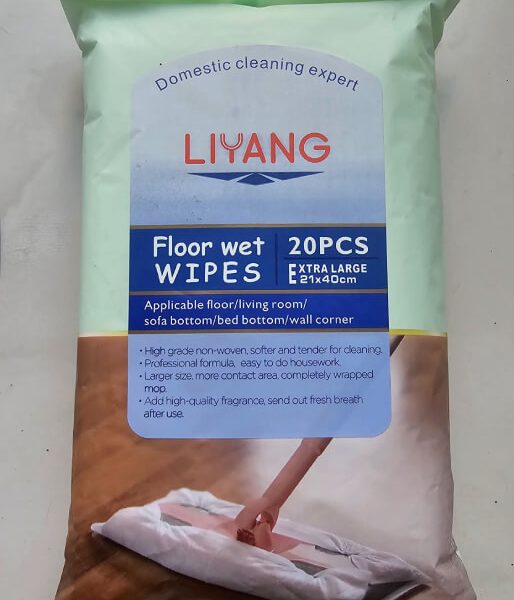 Domestic cleaning expert
LIYANG
Floor wet
WIPES
20PCS
EXTRA LARGE
21x40cm
Applicable floor/living room/
sofa bottom/bed bottom/wall corner
• High grade non-woven, softer and tender for cleaning.
• Professional formula, easy to do housework.
• Larger size, more contact area, completely wrapped
mop.
• Add high-quality fragrance, send out fresh breath
after use.